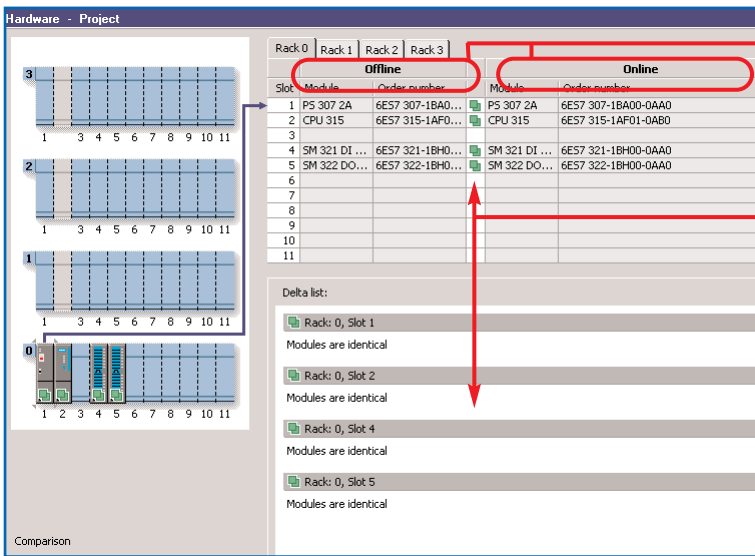 Hardware - Project
Rack 0 Rack 1 Rack 2 Rack 3
Offline Online
Slot Module Order number Module Order number
1 PS 307 2A 6ES7 307-1BA0... PS 307 2A 6ES7 307-1BA00-0AA0
2 CPU 315 6ES7 315-1AF0... CPU 315 6ES7 315-1AF01-0AB0
3
4 SM 321 DI ... 6ES7 321-1BH0... SM 321 DI ... 6ES7 321-1BH00-0AA0
5 SM 322 DO... 6ES7 322-1BH0... SM 322 DO... 6ES7 322-1BH00-0AA0
6
7
8
9
10
11
3
1 3 4 5 6 7 8 9 10 11
2
1 3 4 5 6 7 8 9 10 11
1
1 3 4 5 6 7 8 9 10 11
0
1 2 3 4 5 6 7 8 9 10 11
Delta list:
Rack: 0, Slot 1
Modules are identical
Rack: 0, Slot 2
Modules are identical
Rack: 0, Slot 4
Modules are identical
Rack: 0, Slot 5
Modules are identical
Comparison